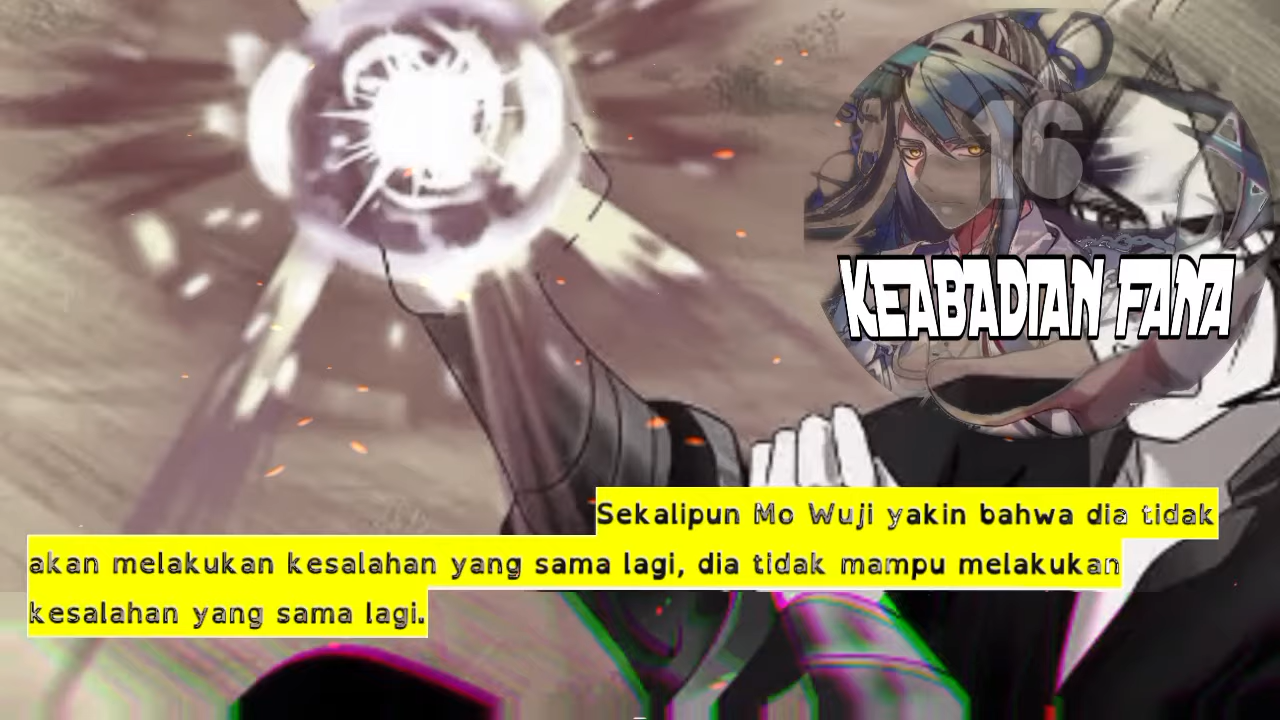 16
KEABADIAN FANA
Sekalipun Mo Wuji yakin bahwa dia tidak
akan melakukan kesalahan yang sama lagi, dia tidak mampu melakukan
kesalahan yang sama lagi.